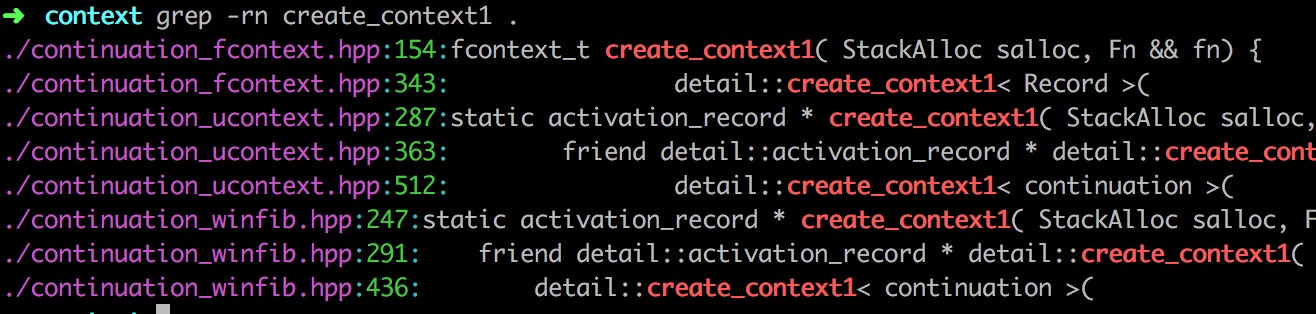 ➜ context grep -rn create_context1 .
./continuation_fcontext.hpp:154:fcontext_t create_context1( StackAlloc salloc, Fn && fn) {
./continuation_fcontext.hpp:343:                detail::create_context1< Record >(
./continuation_ucontext.hpp:287:static activation_record * create_context1( StackAlloc salloc,
./continuation_ucontext.hpp:363:        friend detail::activation_record * detail::create_cont
./continuation_ucontext.hpp:512:                detail::create_context1< continuation >(
./continuation_winfib.hpp:247:static activation_record * create_context1( StackAlloc salloc, F
./continuation_winfib.hpp:291:    friend detail::activation_record * detail::create_context1(
./continuation_winfib.hpp:436:        detail::create_context1< continuation >(